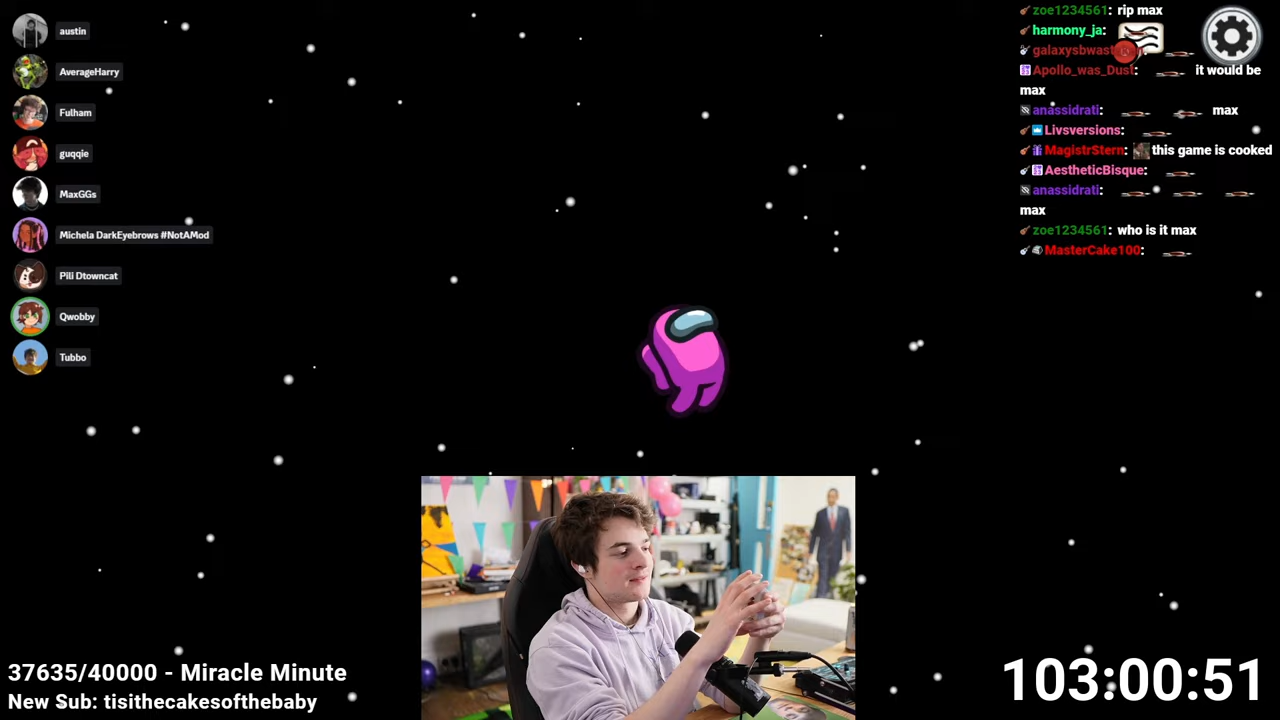 austin
AverageHarry
Fulham
guqqie
MaxGGs
Michela DarkEyebrows #NotAMod
Pili Dtowncat
Qwobby
Tubbo
zoe1234561: rip max
harmony_ja:
Apollo_was_Dust: it would be
max
anassidrati: max
Livsversions:
MagistrStern: this game is cooked
AestheticBisque:
anassidrati:
max
zoe1234561: who is it max
MasterCake100:
37635/40000 - Miracle Minute
New Sub: tisithecakesofthebaby
103:00:51